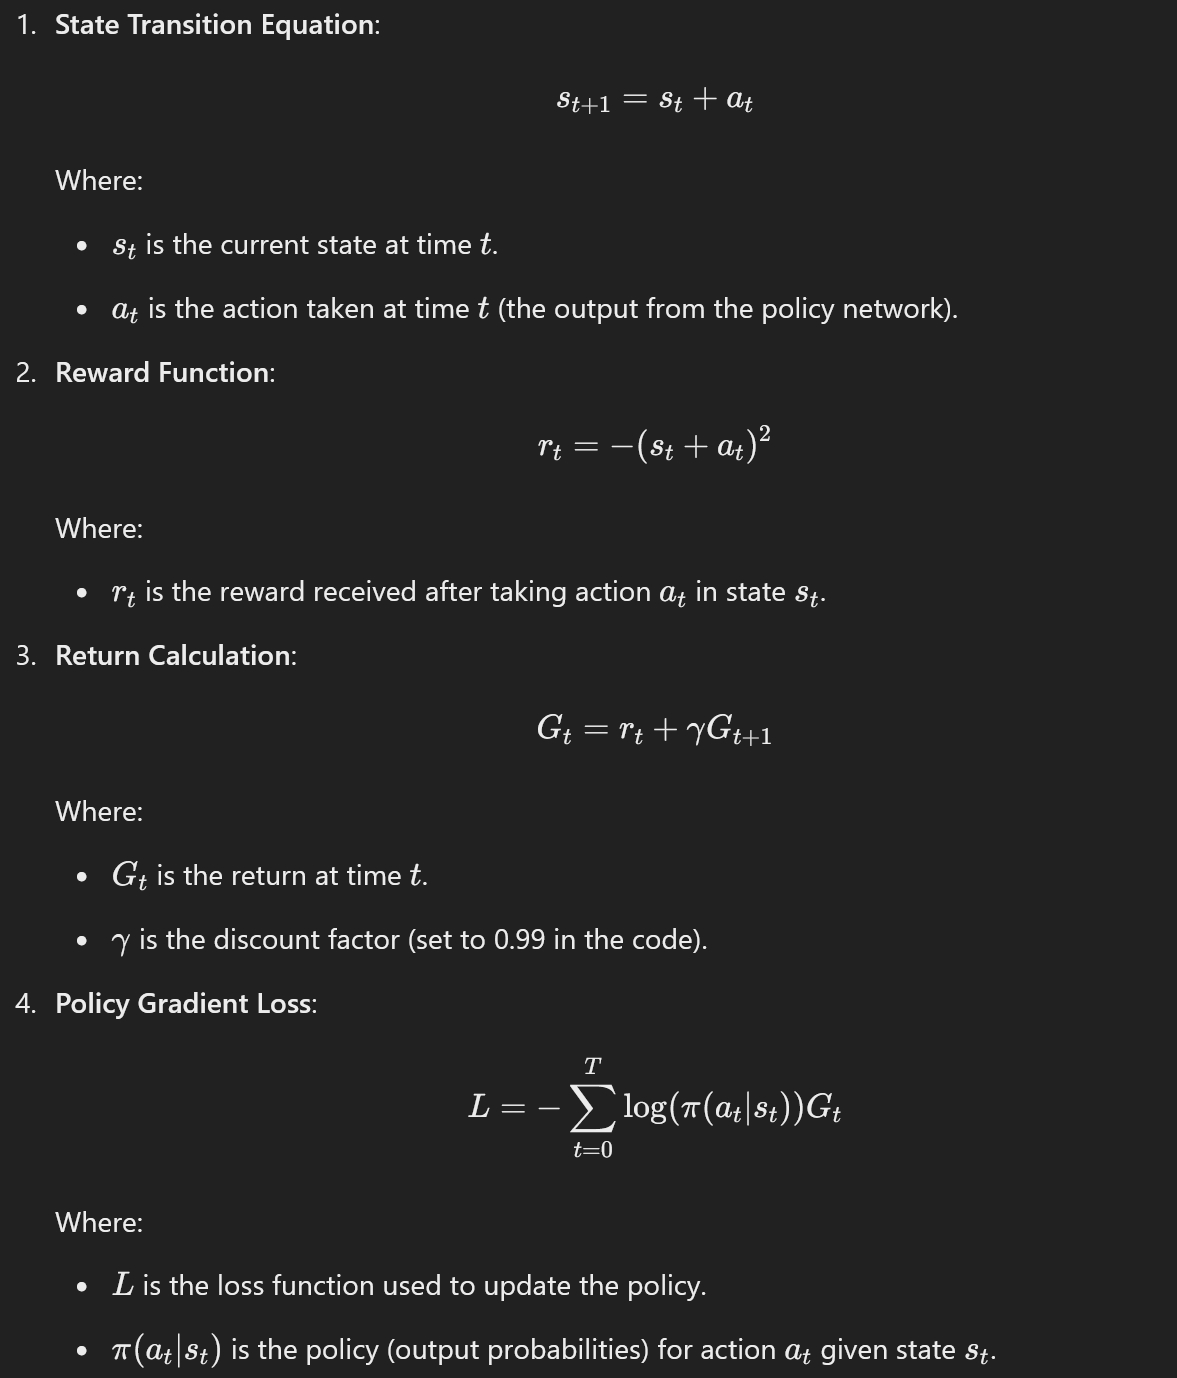 1. State Transition Equation:
s_{t+1} = s_t + a_t
Where:
• s_t is the current state at time t.
• a_t is the action taken at time t (the output from the policy network).
2. Reward Function:
r_t = −(s_t + a_t)^2
Where:
• r_t is the reward received after taking action a_t in state s_t.
3. Return Calculation:
G_t = r_t + γG_{t+1}
Where:
• G_t is the return at time t.
• γ is the discount factor (set to 0.99 in the code).
4. Policy Gradient Loss:
L = − \sum_{t=0}^{T} log(π(a_t|s_t))G_t
Where:
• L is the loss function used to update the policy.
• π(a_t|s_t) is the policy (output probabilities) for action a_t given state s_t.